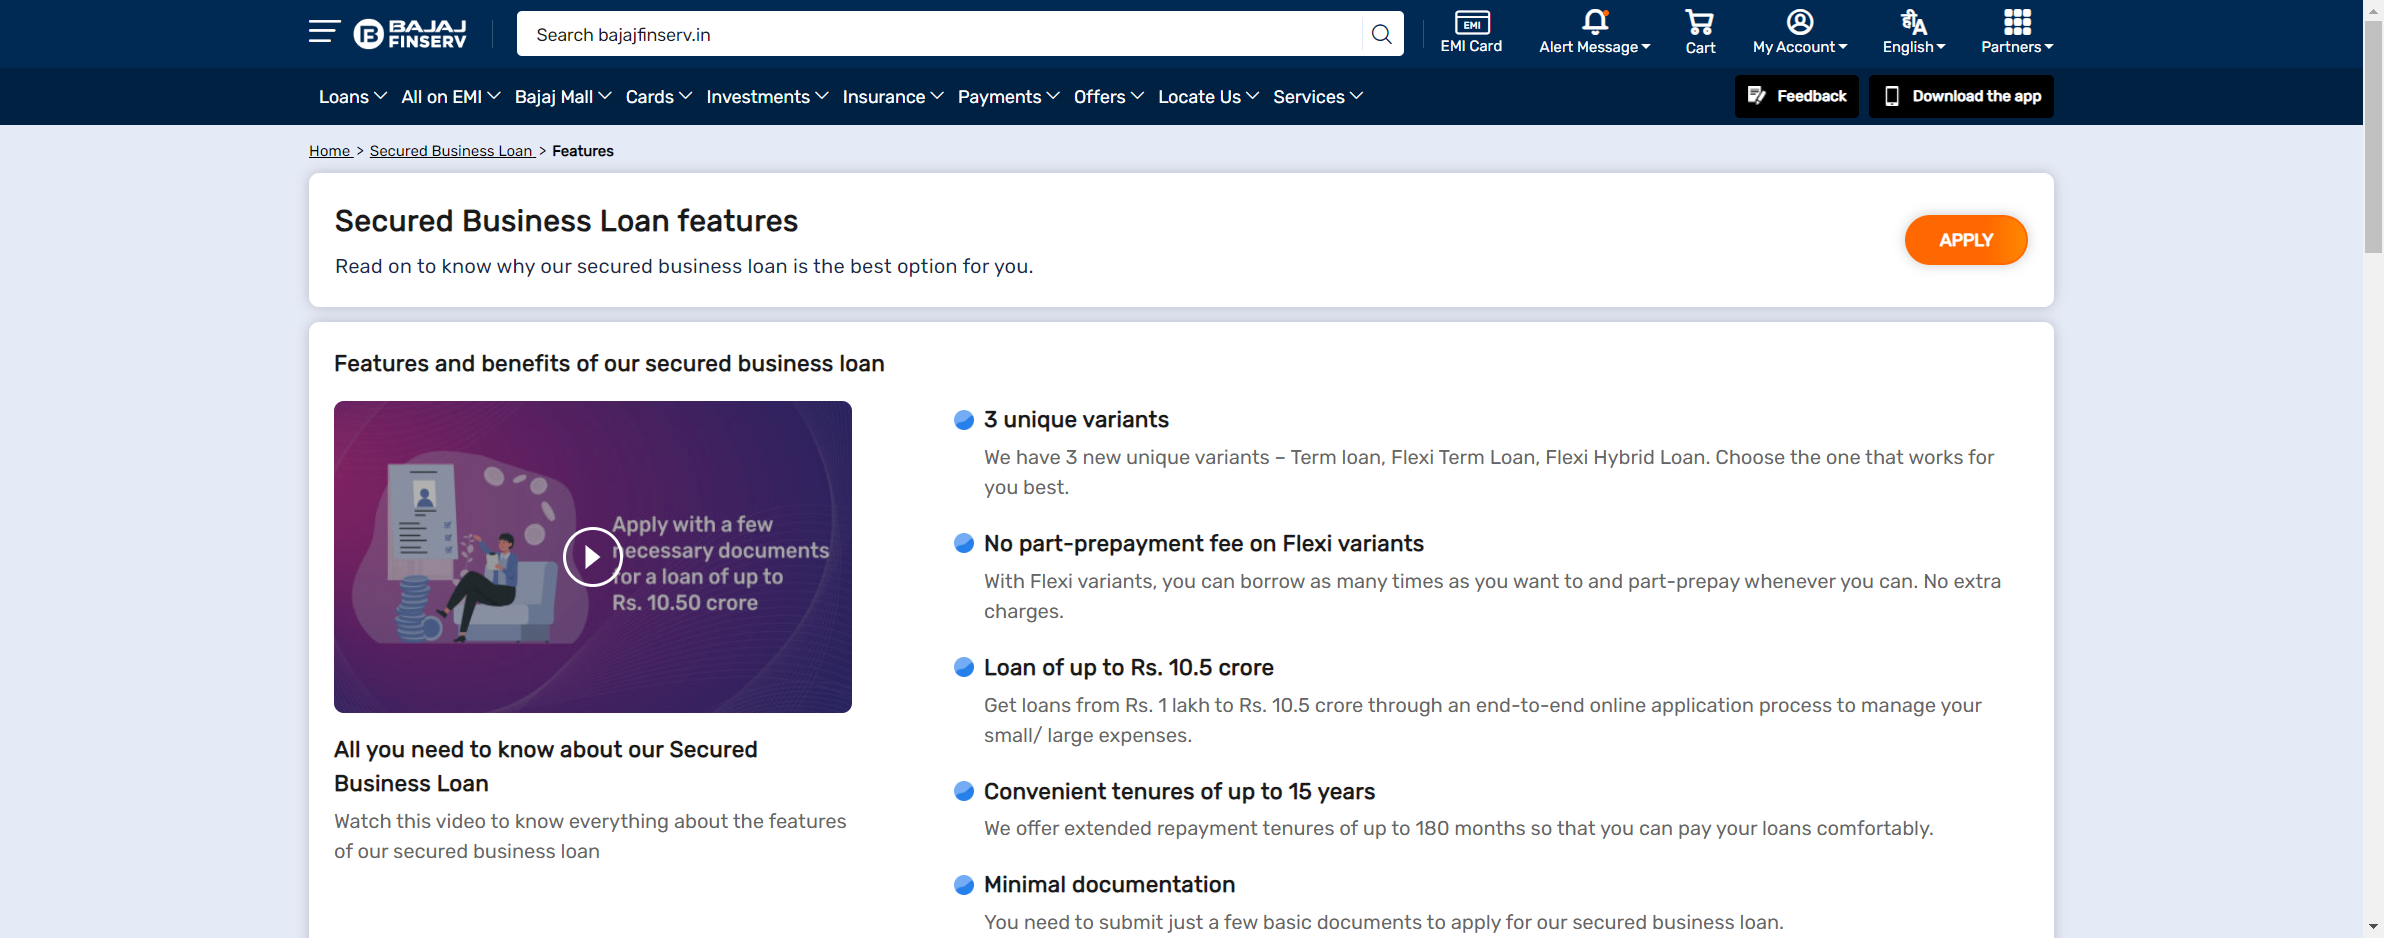 BAJAJ
FINSERV
Search bajajfinserv.in
EMI
EMI Card
Alert Message
Cart
My Account
ही A
English
Partners
Loans
All on EMI
Bajaj Mall
Cards
Investments
Insurance
Payments
Offers
Locate Us
Services
Feedback
Download the app
Home > Secured Business Loan > Features
Secured Business Loan features
Read on to know why our secured business loan is the best option for you.
APPLY
Features and benefits of our secured business loan
Apply with a few
necessary documents
for a loan of up to
Rs. 10.50 crore
All you need to know about our Secured
Business Loan
Watch this video to know everything about the features
of our secured business loan
3 unique variants
We have 3 new unique variants – Term loan, Flexi Term Loan, Flexi Hybrid Loan. Choose the one that works for
you best.
No part-prepayment fee on Flexi variants
With Flexi variants, you can borrow as many times as you want to and part-prepay whenever you can. No extra
charges.
Loan of up to Rs. 10.5 crore
Get loans from Rs. 1 lakh to Rs. 10.5 crore through an end-to-end online application process to manage your
small/ large expenses.
Convenient tenures of up to 15 years
We offer extended repayment tenures of up to 180 months so that you can pay your loans comfortably.
Minimal documentation
You need to submit just a few basic documents to apply for our secured business loan.